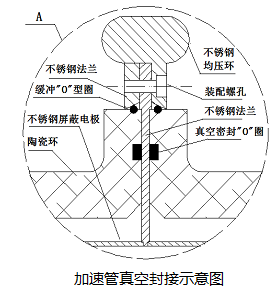 A
不锈钢
均压环
不锈钢法兰
缓冲"O"型圈
装配螺孔
不锈钢法兰
不锈钢屏蔽电极
真空密封"O"圈
陶瓷环
加速管真空封接示意图